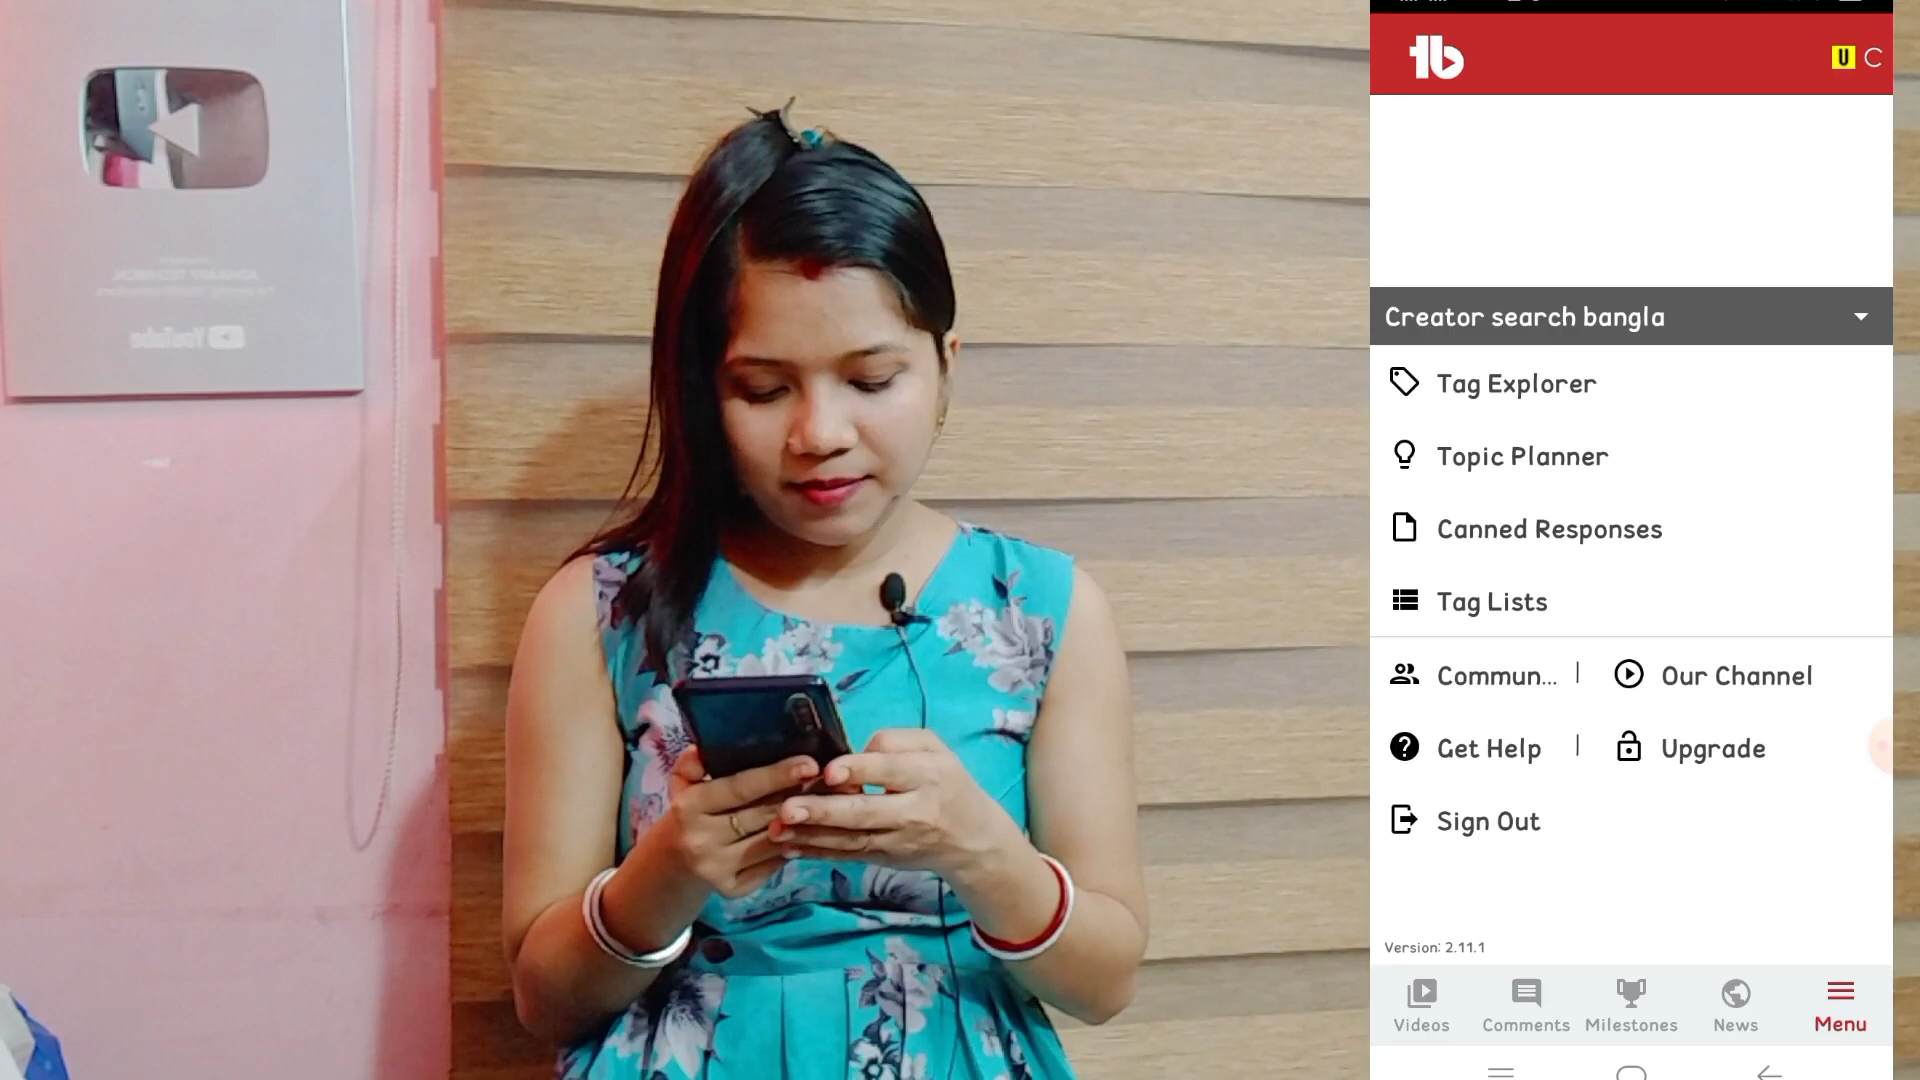 YouTube
tb
U C
Creator search bangla
Tag Explorer
Topic Planner
Canned Responses
Tag Lists
Commun... | Our Channel
Get Help | Upgrade
Sign Out
Version: 2.11.1
Videos Comments Milestones News Menu